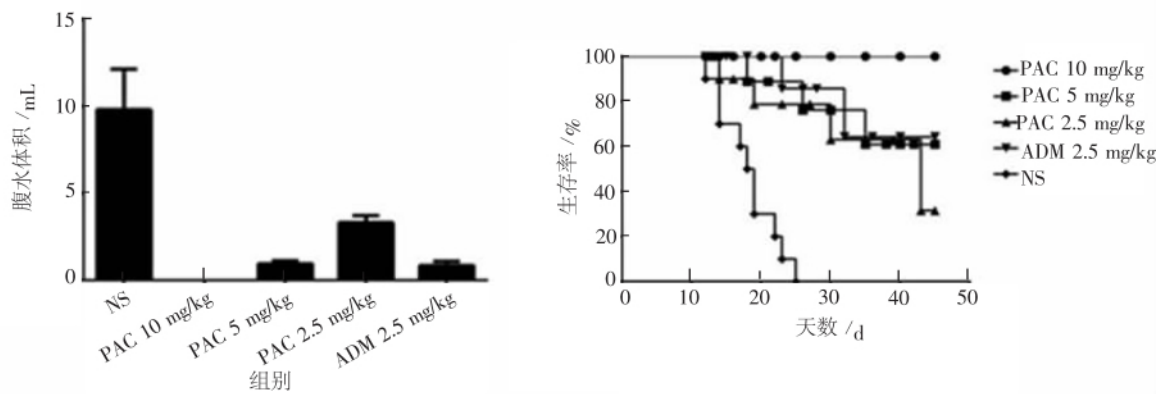 15
10
5
0
腹水体积 /mL
NS
PAC 10 mg/kg
PAC 5 mg/kg
PAC 2.5 mg/kg
ADM 2.5 mg/kg
组别
100
80
60
40
20
0
生存率 /%
0 10 20 30 40 50
天数 /d
PAC 10 mg/kg
PAC 5 mg/kg
PAC 2.5 mg/kg
ADM 2.5 mg/kg
NS